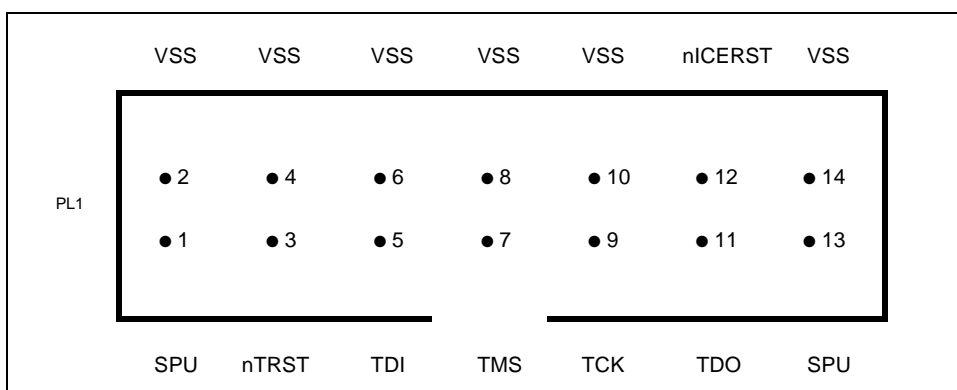 VSS VSS VSS VSS VSS nICERST VSS
2 4 6 8 10 12 14
PL1
1 3 5 7 9 11 13
SPU nTRST TDI TMS TCK TDO SPU